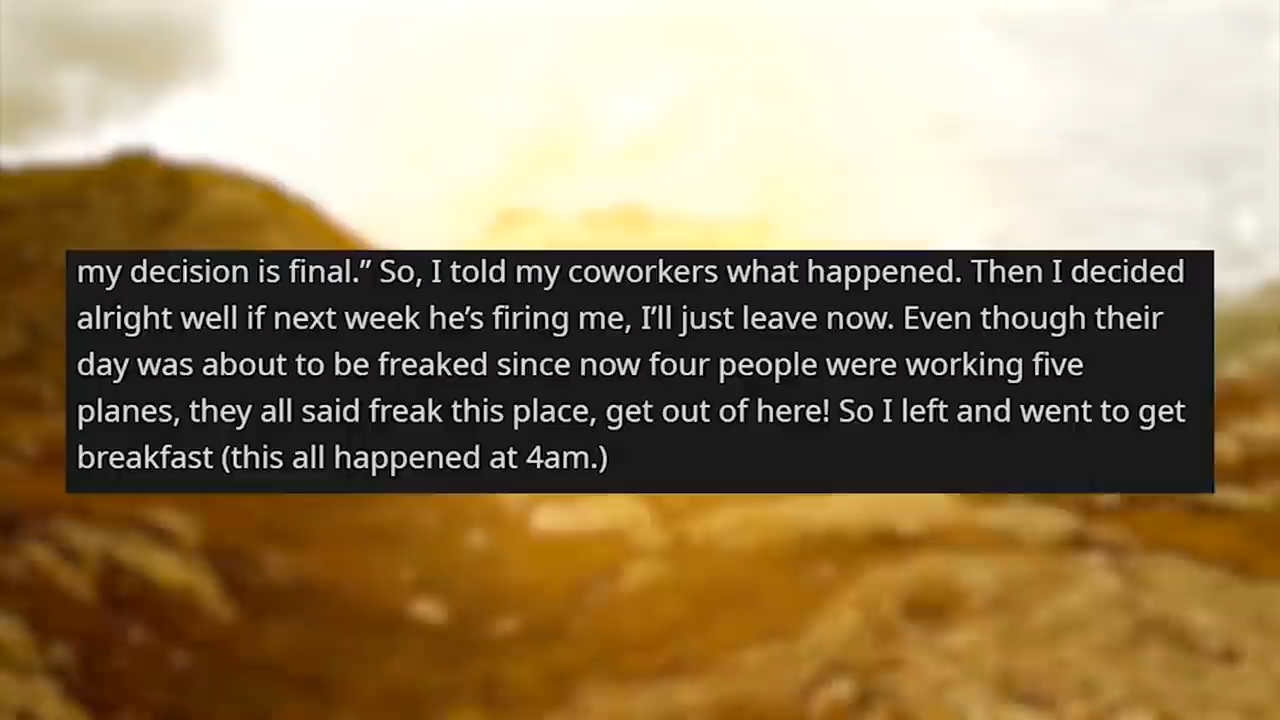 my decision is final.” So, I told my coworkers what happened. Then I decided
alright well if next week he’s firing me, I’ll just leave now. Even though their
day was about to be freaked since now four people were working five
planes, they all said freak this place, get out of here! So I left and went to get
breakfast (this all happened at 4am.)